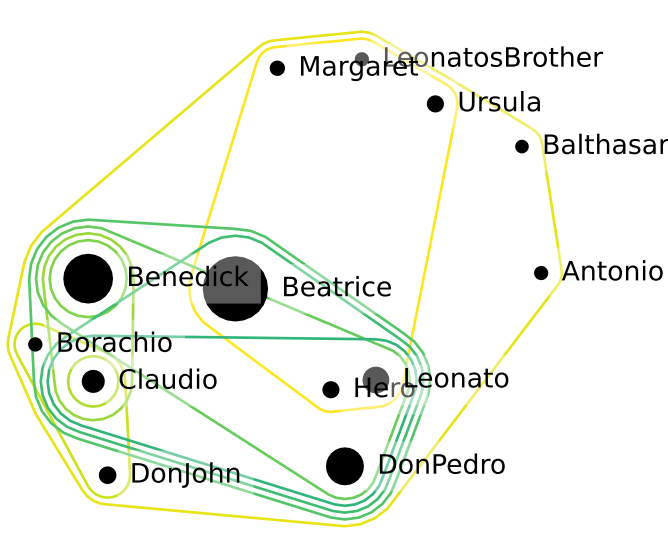 LeonatosBrother
Margaret
Ursula
Balthasar
Antonio
Benedick
Beatrice
Borachio
Claudio
Leonato
Hero
DonPedro
DonJohn